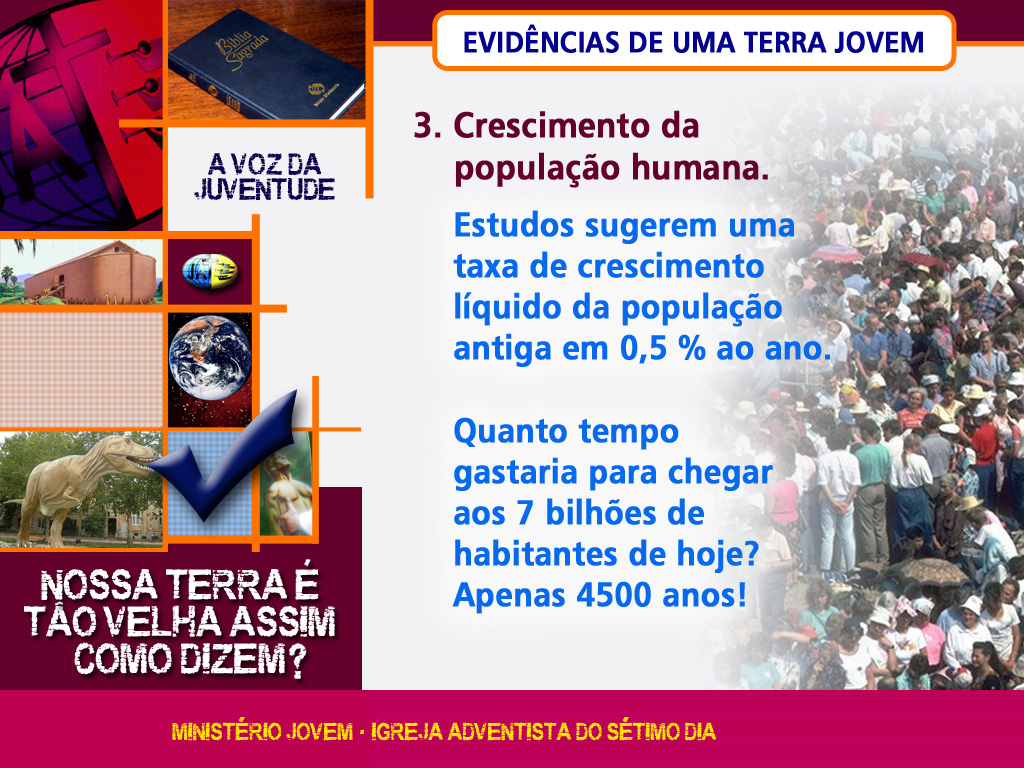 EVIDÊNCIAS DE UMA TERRA JOVEM
Bíblia
Sagrada
A VOZ DA
JUVENTUDE
3. Crescimento da
população humana.
Estudos sugerem uma
taxa de crescimento
líquido da população
antiga em 0,5 % ao ano.
Quanto tempo
gastaria para chegar
aos 7 bilhões de
habitantes de hoje?
Apenas 4500 anos!
NOSSA TERRA É
TÃO VELHA ASSIM
COMO DIZEM?
MINISTÉRIO JOVEM - IGREJA ADVENTISTA DO SÉTIMO DIA